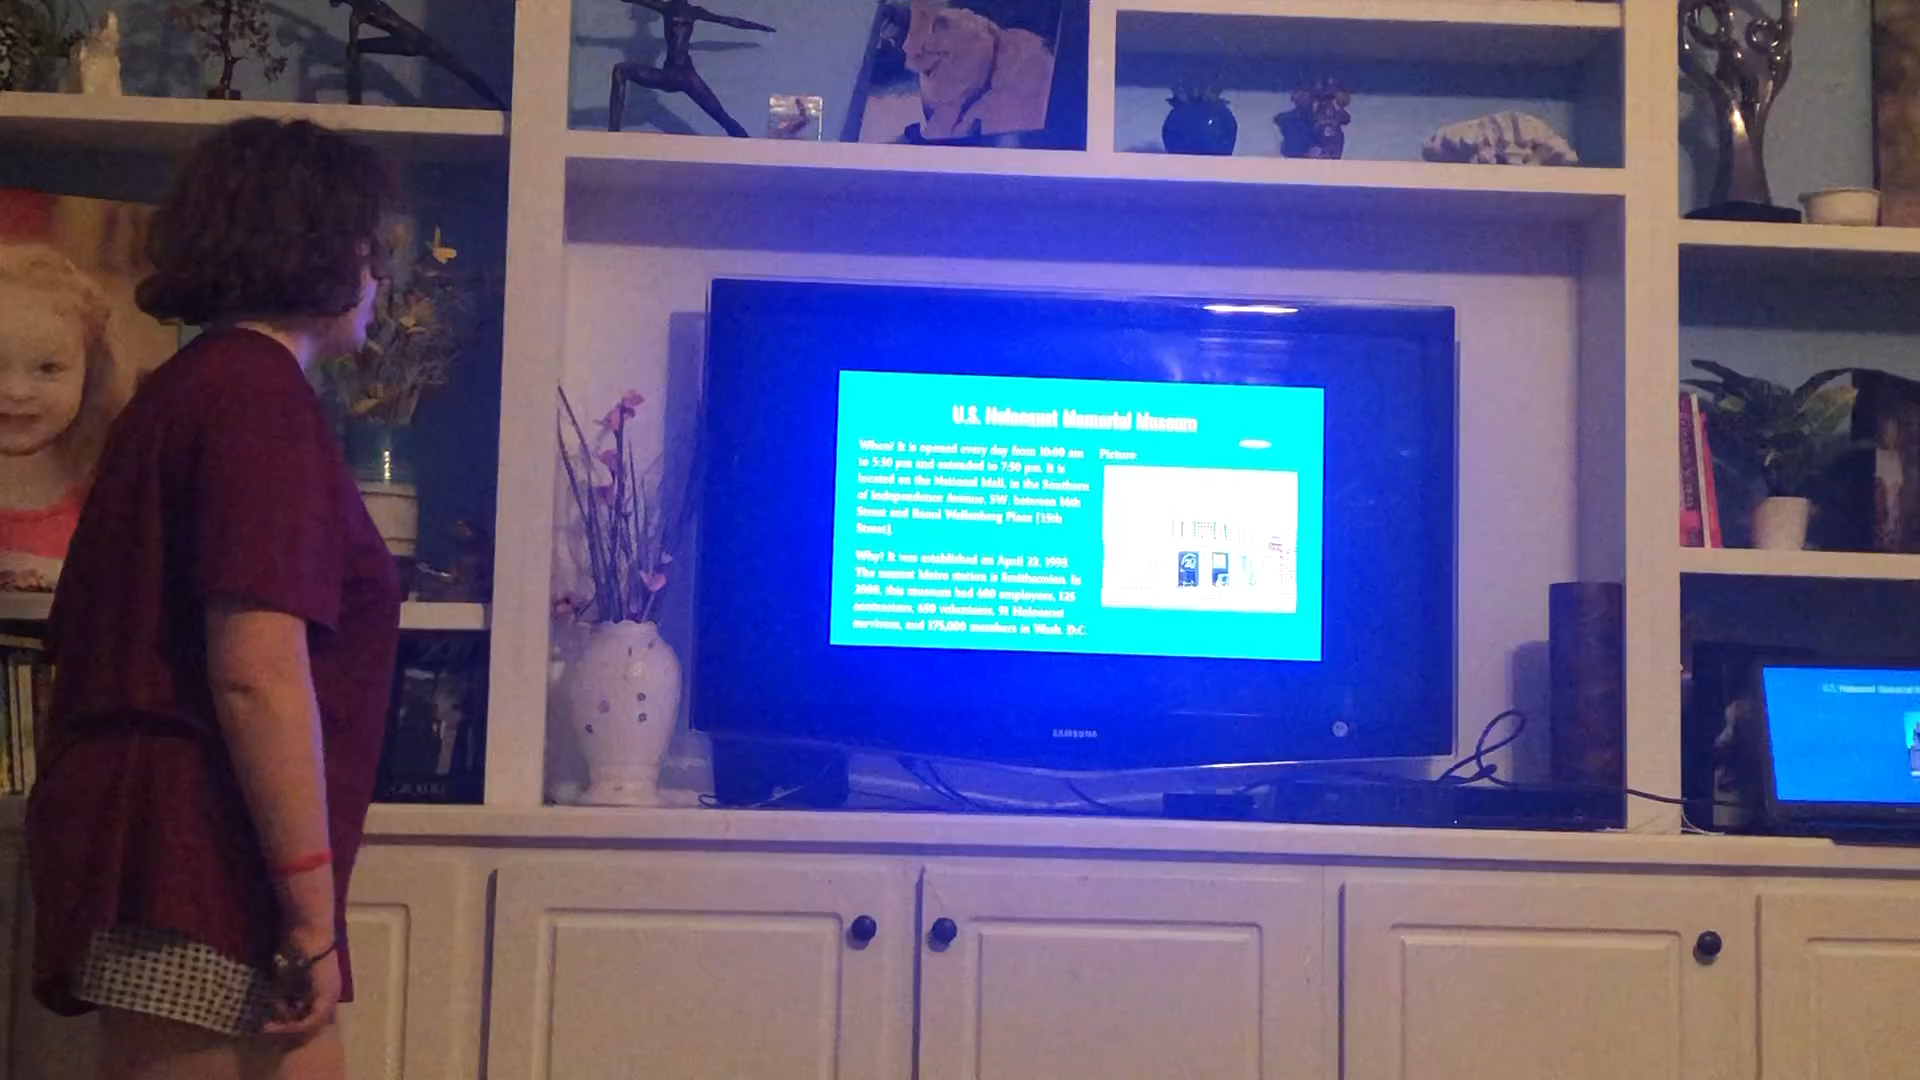 U.S. Holocaust Memorial Museum
When? It is opened every day from 10:00 am
to 5:30 pm and extended to 7:30 pm. It is
located on the National Mall, in the Southern
of Independence Avenue, SW, between 14th
Street and Raoul Wallenberg Place [15th
Street].
Why? It was established on April 22, 1993.
The nearest Metro station is Smithsonian. In
2008, this museum had 400 employees, 125
contractors, 650 volunteers, 91 Holocaust
survivors, and 175,000 members in Wash. D.C.
Picture:
SAMSUNG
U.S. Holocaust Memorial